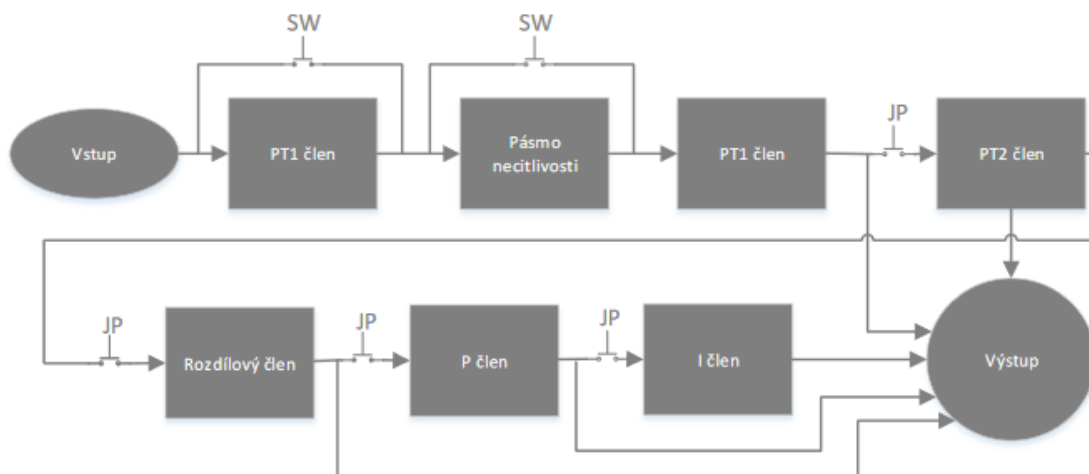 SW
SW
Vstup
PT1 člen
Pásmo
necitlivosti
PT1 člen
JP
PT2 člen
JP
Rozdílový člen
JP
P člen
JP
I člen
Výstup